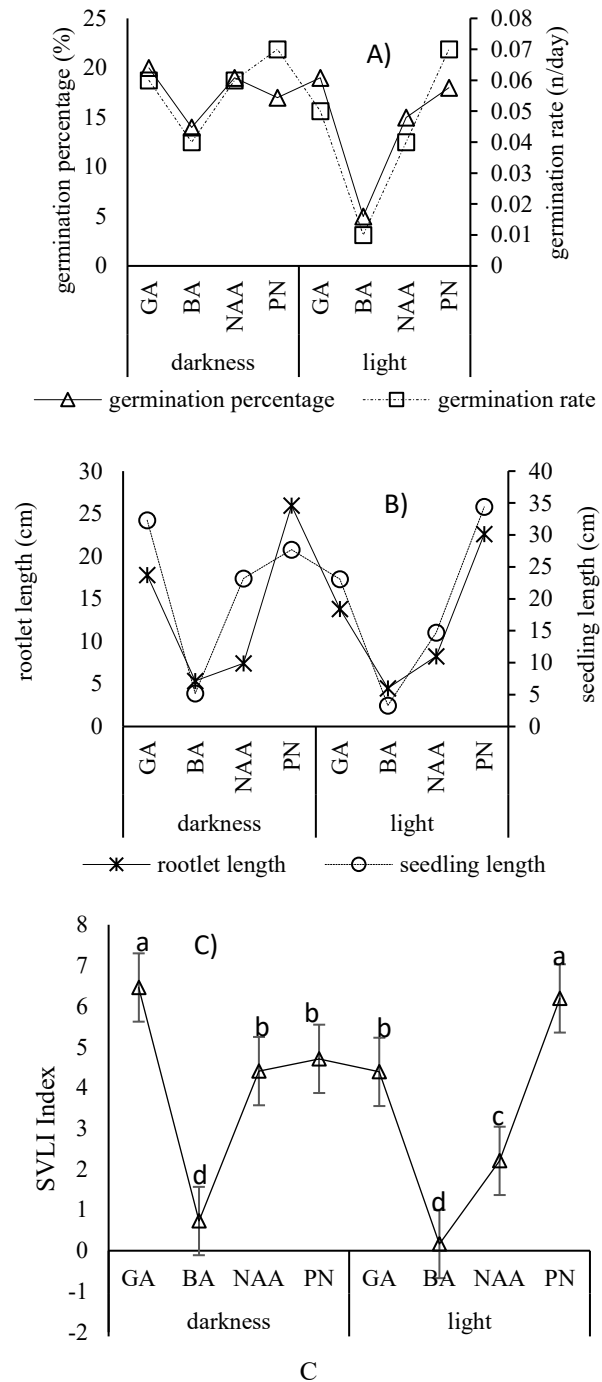 A)
germination percentage (%)
25
20
15
10
5
0
germination rate (n/day)
0.08
0.07
0.06
0.05
0.04
0.03
0.02
0.01
0
GA BA NAA PN GA BA NAA PN
darkness light
germination percentage germination rate
B)
rootlet length (cm)
30
25
20
15
10
5
0
seedling length (cm)
40
35
30
25
20
15
10
5
0
GA BA NAA PN GA BA NAA PN
darkness light
rootlet length seedling length
C)
SVLI Index
8
7
6
5
4
3
2
1
0
-1
-2
a d b b b d c a
GA BA NAA PN GA BA NAA PN
darkness light
C